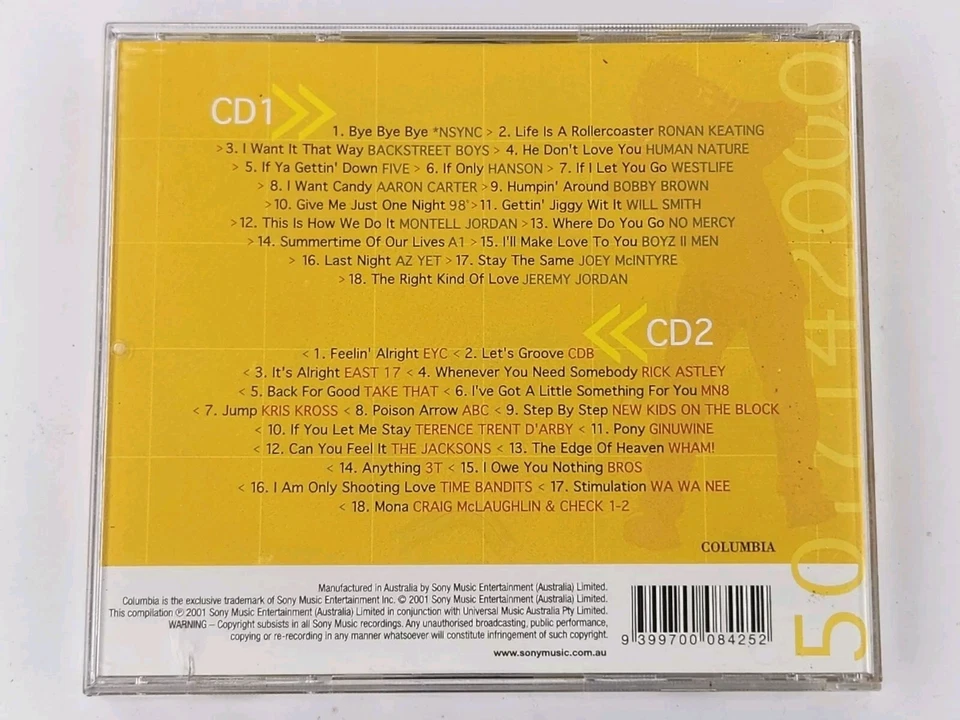 CD1
1. Bye Bye Bye *NSYNC > 2. Life Is A Rollercoaster RONAN KEATING
> 3. I Want It That Way BACKSTREET BOYS > 4. He Don't Love You HUMAN NATURE
> 5. If Ya Gettin' Down FIVE > 6. If Only HANSON > 7. If I Let You Go WESTLIFE
> 8. I Want Candy AARON CARTER > 9. Humpin' Around BOBBY BROWN
>10. Give Me Just One Night 98° >11. Gettin' Jiggy Wit It WILL SMITH
>12. This Is How We Do It MONTELL JORDAN >13. Where Do You Go NO MERCY
>14. Summertime Of Our Lives A1 > 15. I'll Make Love To You BOYZ II MEN
> 16. Last Night AZ YET > 17. Stay The Same JOEY McINTYRE
>18. The Right Kind Of Love JEREMY JORDAN
CD2
< 1. Feelin' Alright EYC < 2. Let's Groove CDB
< 3. It's Alright EAST 17 < 4. Whenever You Need Somebody RICK ASTLEY
< 5. Back For Good TAKE THAT < 6. I've Got A Little Something For You MN8
< 7. Jump KRIS KROSS < 8. Poison Arrow ABC < 9. Step By Step NEW KIDS ON THE BLOCK
< 10. If You Let Me Stay TERENCE TRENT D'ARBY < 11. Pony GINUWINE
< 12. Can You Feel It THE JACKSONS < 13. The Edge Of Heaven WHAM!
< 14. Anything 3T < 15. I Owe You Nothing BROS
< 16. I Am Only Shooting Love TIME BANDITS < 17. Stimulation WA WA NEE
< 18. Mona CRAIG McLAUGHLIN & CHECK 1-2
COLUMBIA
5017142000
Manufactured in Australia by Sony Music Entertainment (Australia) Limited.
Columbia is the exclusive trademark of Sony Music Entertainment Inc. © 2001 Sony Music Entertainment (Australia) Limited.
This compilation ℗ 2001 Sony Music Entertainment (Australia) Limited in conjunction with Universal Music Australia Pty Limited.
WARNING – Copyright subsists in all Sony Music recordings. Any unauthorised broadcasting, public performance,
copying or re-recording in any manner whatsoever will constitute infringement of such copyright.
www.sonymusic.com.au
9 399700 084252